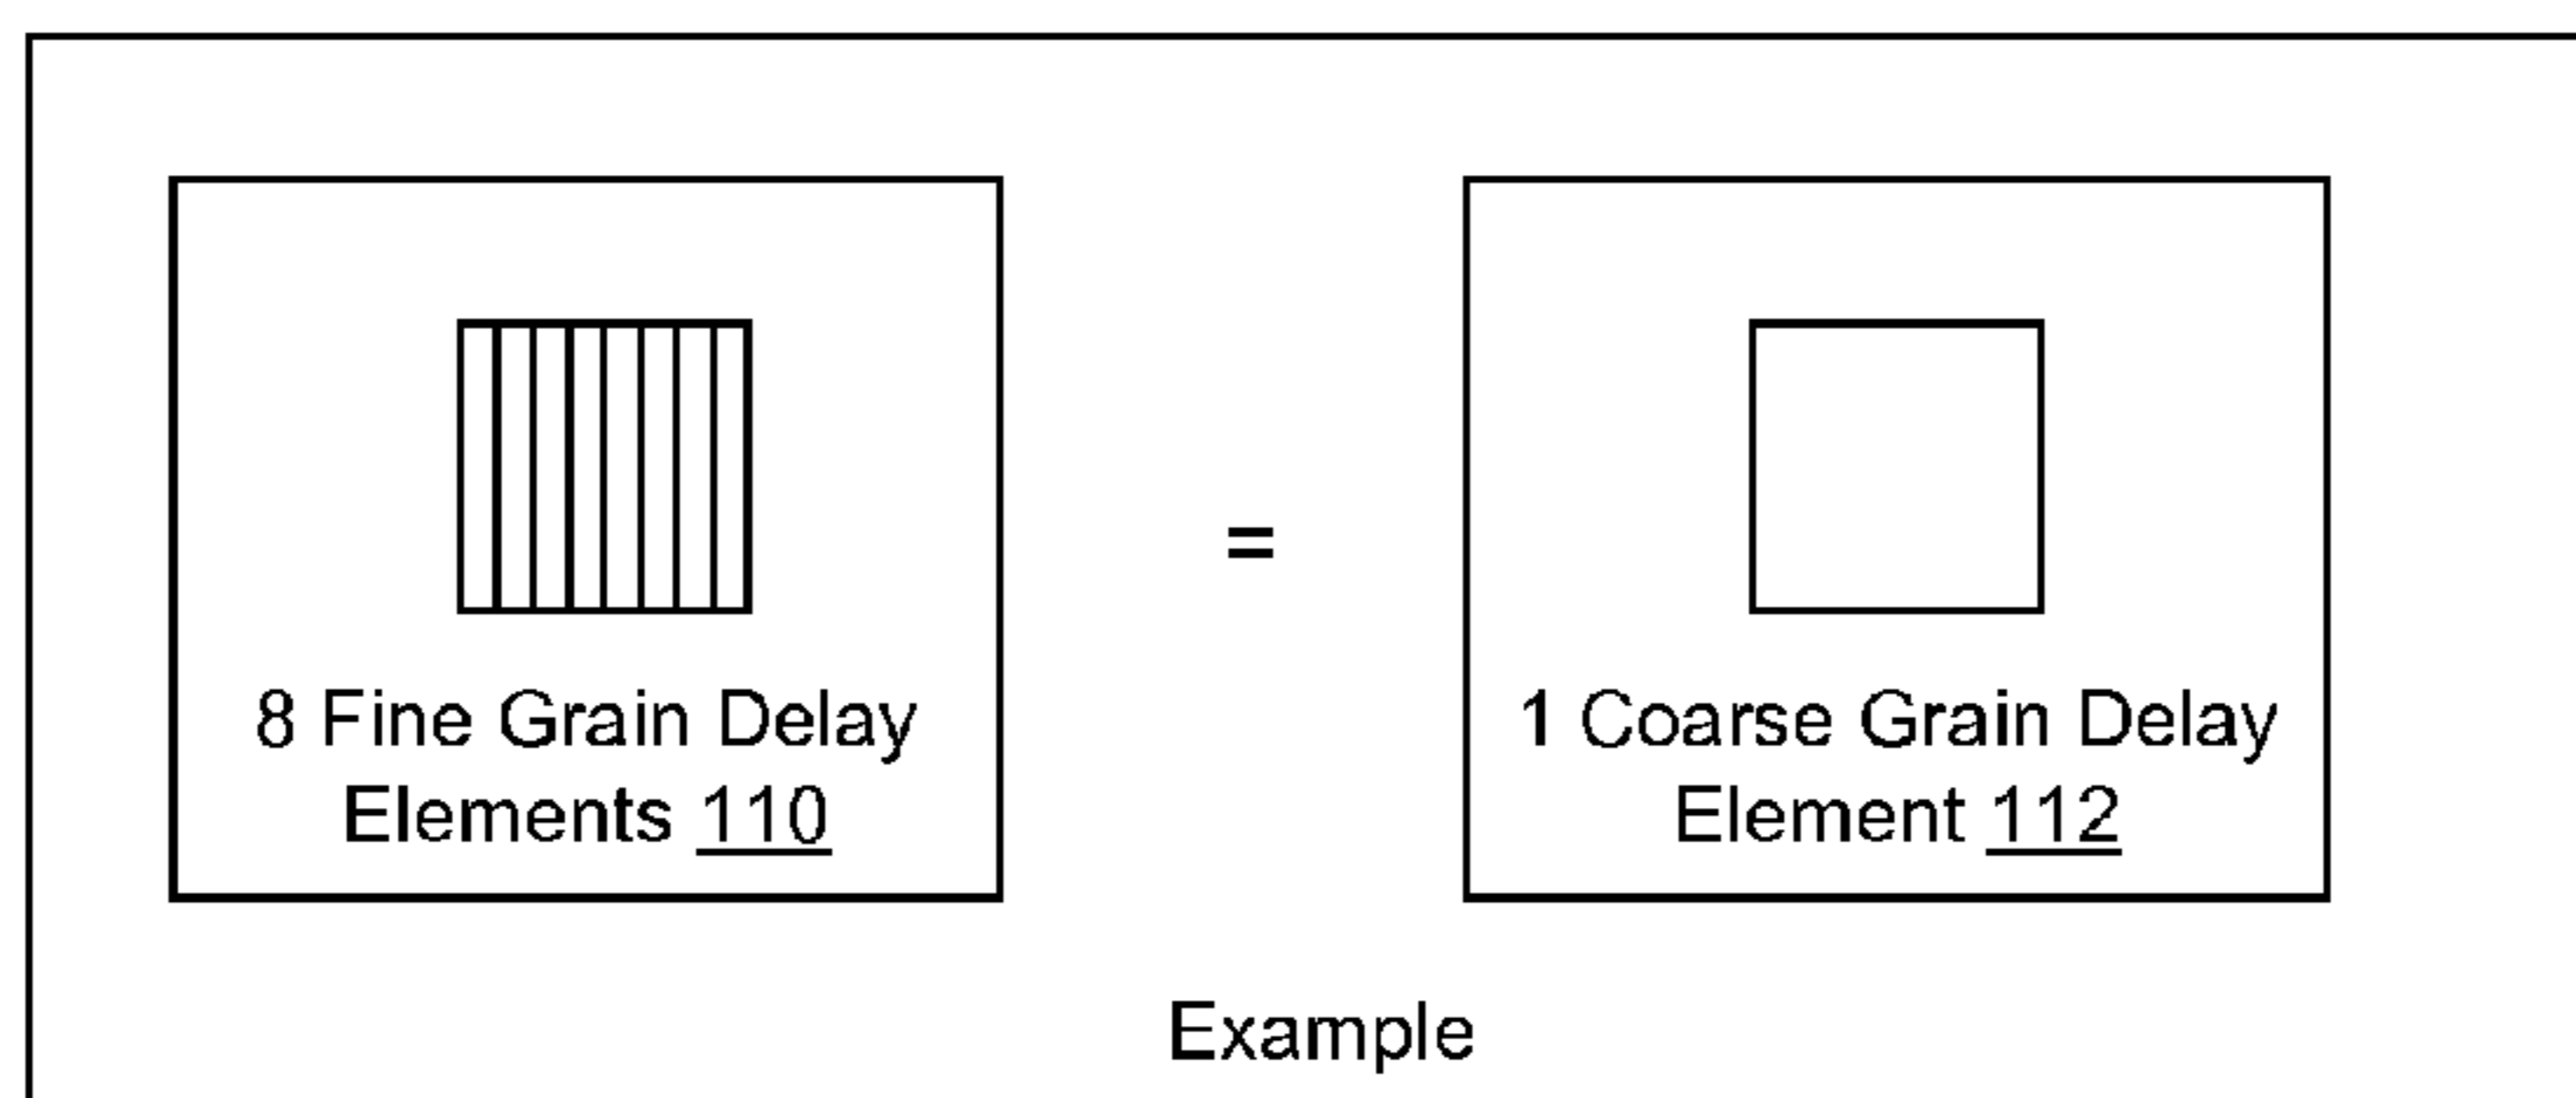 8 Fine Grain Delay
Elements 110
=
1 Coarse Grain Delay
Element 112
Example